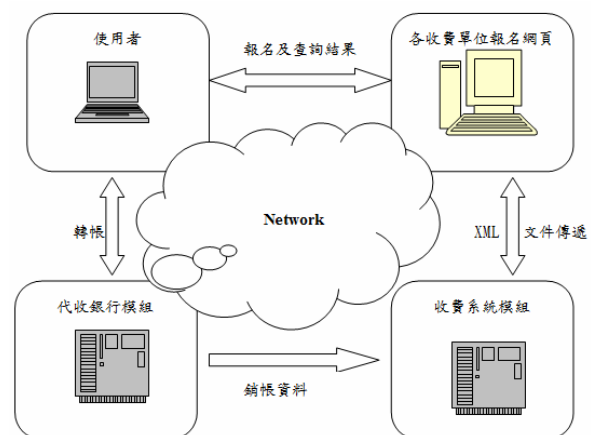 使用者
各收費單位報名網頁
報名及查詢結果
Network
轉帳
XML 文件傳遞
代收銀行模組
收費系統模組
銷帳資料